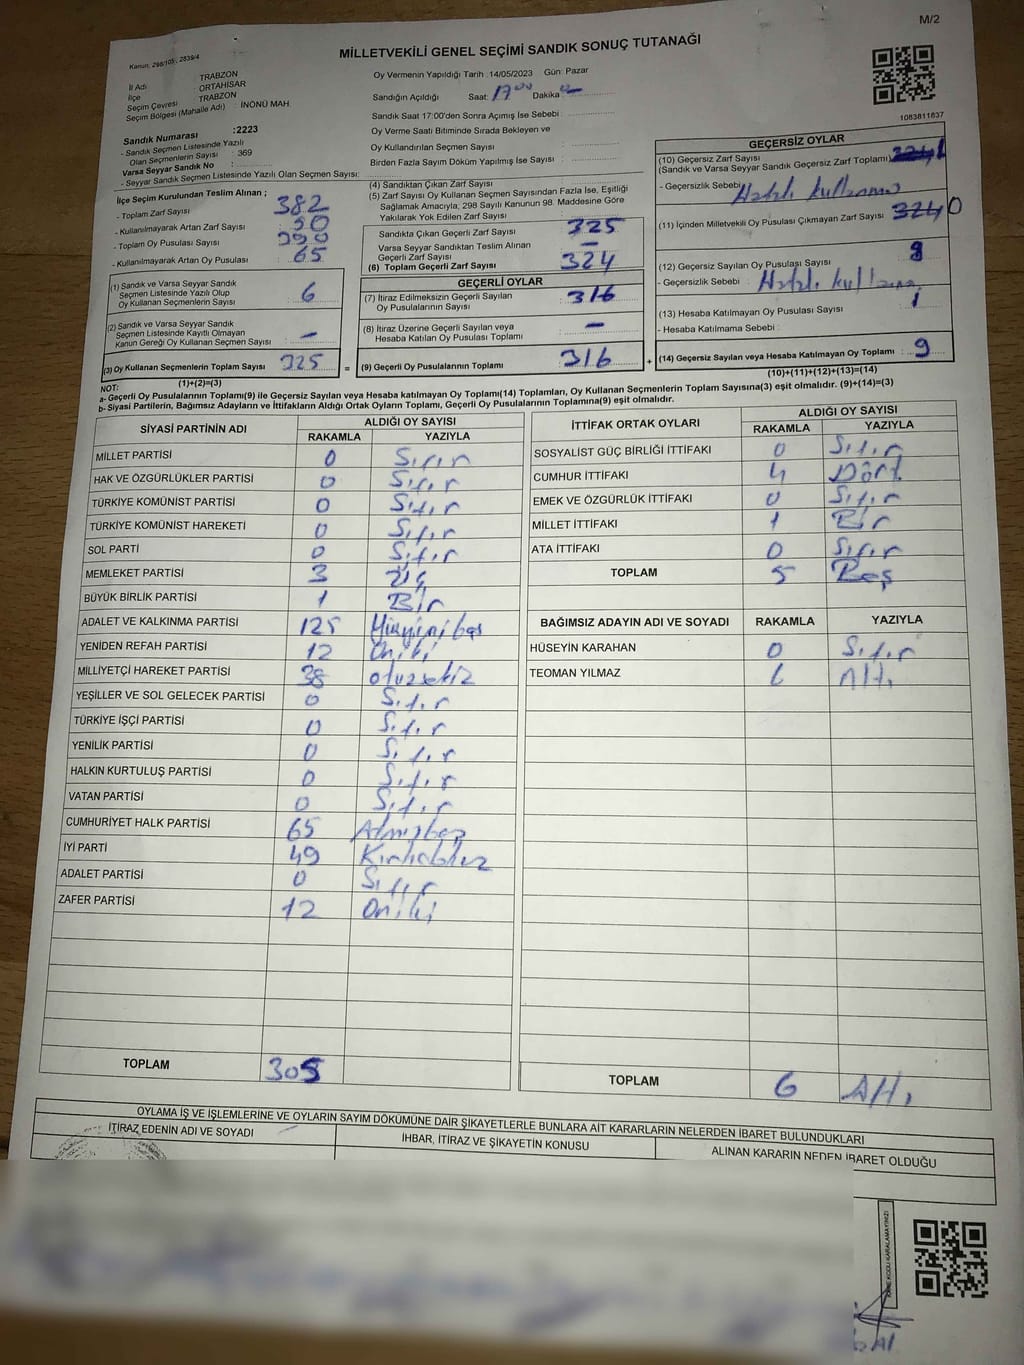 M/2
Kanun: 298/105 , 2839/4
MİLLETVEKİLİ GENEL SEÇİMİ SANDIK SONUÇ TUTANAĞI
İl Adı TRABZON
İlçe ORTAHİSAR
Seçim Çevresi TRABZON
Seçim Bölgesi (Mahalle Adı) : İNÖNÜ MAH.
Sandık Numarası :2223
- Sandık Seçmen Listesinde Yazılı
Olan Seçmenlerin Sayısı : 369
Varsa Seyyar Sandık No :
- Seyyar Sandık Seçmen Listesinde Yazılı Olan Seçmen Sayısı:
Oy Vermenin Yapıldığı Tarih :14/05/2023 Gün: Pazar
Sandığın Açıldığı Saat: 17:00 Dakika
Sandık Saat 17:00'den Sonra Açımış İse Sebebi :
Oy Verme Saati Bitiminde Sırada Bekleyen ve
Oy Kullandırılan Seçmen Sayısı :
Birden Fazla Sayım Döküm Yapılmış İse Sayısı :
1083811837
İlçe Seçim Kurulundan Teslim Alınan ;
- Toplam Zarf Sayısı : 382
- Kullanılmayarak Artan Zarf Sayısı :
- Toplam Oy Pusulası Sayısı :
- Kullanılmayarak Artan Oy Pusulası : 65
(1) Sandık ve Varsa Seyyar Sandık
Seçmen Listesinde Yazılı Olup
Oy Kullanan Seçmenlerin Sayısı : 6
(2) Sandık ve Varsa Seyyar Sandık
Seçmen Listesinde Kayıtlı Olmayan
Kanun Gereği Oy Kullanan Seçmen Sayısı : -
(3) Oy Kullanan Seçmenlerin Toplam Sayısı : 325 =
(1)+(2)=(3)
(4) Sandıktan Çıkan Zarf Sayısı :
(5) Zarf Sayısı Oy Kullanan Seçmen Sayısından Fazla İse, Eşitliği
Sağlamak Amacıyla; 298 Sayılı Kanunun 98. Maddesine Göre
Yakılarak Yok Edilen Zarf Sayısı :
Sandıkta Çıkan Geçerli Zarf Sayısı : 325
Varsa Seyyar Sandıktan Teslim Alınan
Geçerli Zarf Sayısı : -
(6) Toplam Geçerli Zarf Sayısı : 324
GEÇERLİ OYLAR
(7) İtiraz Edilmeksizin Geçerli Sayılan
Oy Pusulalarının Sayısı : 316
(8) İtiraz Üzerine Geçerli Sayılan veya
Hesaba Katılan Oy Pusulası Toplamı : -
(9) Geçerli Oy Pusulalarının Toplamı : 316 +
GEÇERSİZ OYLAR
(10) Geçersiz Zarf Sayısı
(Sandık ve Varsa Seyyar Sandık Geçersiz Zarf Toplamı)
- Geçersizlik Sebebi : Hatalı kullanma
(11) İçinden Milletvekili Oy Pusulası Çıkmayan Zarf Sayısı : 324 0
(12) Geçersiz Sayılan Oy Pusulası Sayısı
- Geçersizlik Sebebi : Hatalı kullanma
(13) Hesaba Katılmayan Oy Pusulası Sayısı : 1
- Hesaba Katılmama Sebebi :
(14) Geçersiz Sayılan veya Hesaba Katılmayan Oy Toplamı : 9
(10)+(11)+(12)+(13)=(14)
NOT:
a- Geçerli Oy Pusulalarının Toplamı(9) ile Geçersiz Sayılan veya Hesaba katılmayan Oy Toplamı(14) Toplamları, Oy Kullanan Seçmenlerin Toplam Sayısına(3) eşit olmalıdır. (9)+(14)=(3)
b- Siyasi Partilerin, Bağımsız Adayların ve İttifakların Aldığı Ortak Oyların Toplamı, Geçerli Oy Pusulalarının Toplamına(9) eşit olmalıdır.
SİYASİ PARTİNİN ADI ALDIĞI OY SAYISI
RAKAMLA YAZIYLA
MİLLET PARTİSİ 0 Sıfır
HAK VE ÖZGÜRLÜKLER PARTİSİ 0 Sıfır
TÜRKİYE KOMÜNİST PARTİSİ 0 Sıfır
TÜRKİYE KOMÜNİST HAREKETİ 0 Sıfır
SOL PARTİ 0 Sıfır
MEMLEKET PARTİSİ 3 Üç
BÜYÜK BİRLİK PARTİSİ 1 Bir
ADALET VE KALKINMA PARTİSİ 125 Yüzyirmibeş
YENİDEN REFAH PARTİSİ 12 Oniki
MİLLİYETÇİ HAREKET PARTİSİ 38 Otuzsekiz
YEŞİLLER VE SOL GELECEK PARTİSİ 0 Sıfır
TÜRKİYE İŞÇİ PARTİSİ 0 Sıfır
YENİLİK PARTİSİ 0 Sıfır
HALKIN KURTULUŞ PARTİSİ 0 Sıfır
VATAN PARTİSİ 0 Sıfır
CUMHURİYET HALK PARTİSİ 65 Atmışbeş
İYİ PARTİ 49 Kırkdokuz
ADALET PARTİSİ 0 Sıfır
ZAFER PARTİSİ 12 Oniki
TOPLAM 305
İTTİFAK ORTAK OYLARI ALDIĞI OY SAYISI
RAKAMLA YAZIYLA
SOSYALİST GÜÇ BİRLİĞİ İTTİFAKI 0 Sıfır
CUMHUR İTTİFAKI 4 Dört
EMEK VE ÖZGÜRLÜK İTTİFAKI 0 Sıfır
MİLLET İTTİFAKI 1 Bir
ATA İTTİFAKI 0 Sıfır
TOPLAM 5 Beş
BAĞIMSIZ ADAYIN ADI VE SOYADI RAKAMLA YAZIYLA
HÜSEYİN KARAHAN 0 Sıfır
TEOMAN YILMAZ 6 Altı
TOPLAM 6 Altı
OYLAMA İŞ VE İŞLEMLERİNE VE OYLARIN SAYIM DÖKÜMÜNE DAİR ŞİKAYETLERLE BUNLARA AİT KARARLARIN NELERDEN İBARET BULUNDUKLARI
İTİRAZ EDENİN ADI VE SOYADI
İHBAR, İTİRAZ VE ŞİKAYETİN KONUSU
ALINAN KARARIN NEDEN İBARET OLDUĞU
KARE KODU KARALAMAYINIZ!